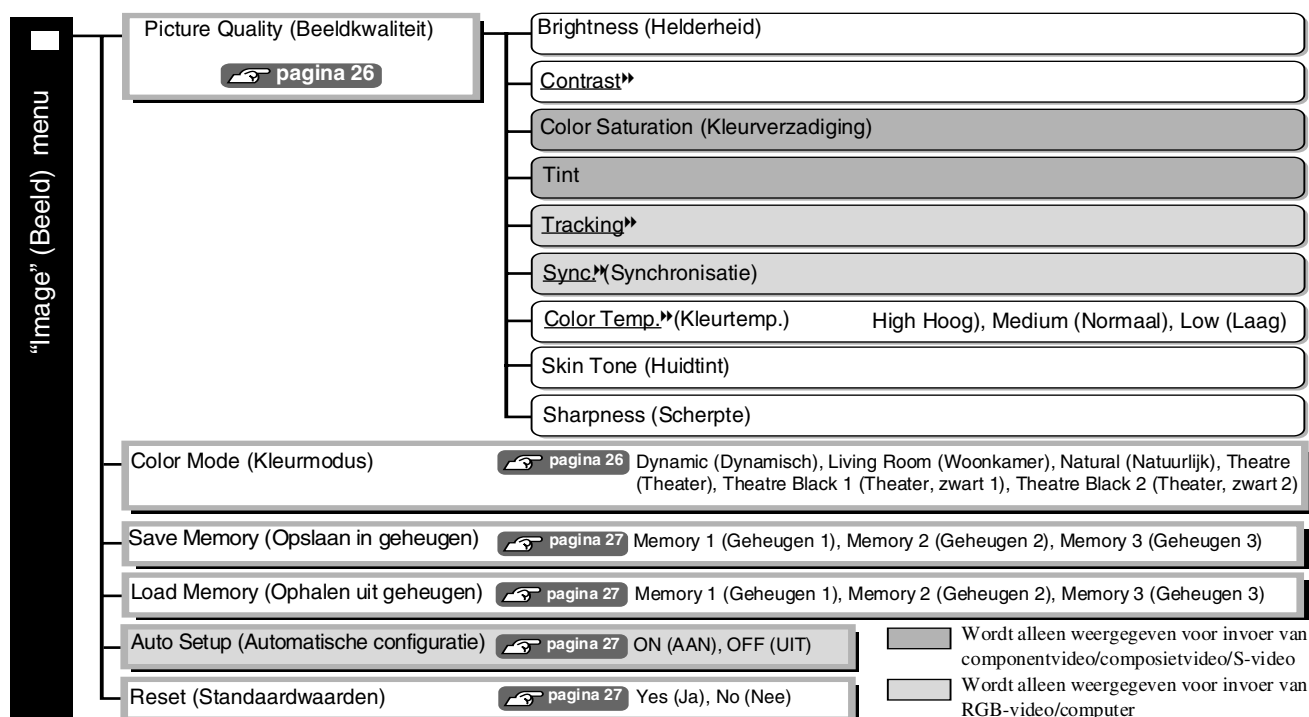 "Image" (Beeld) menu
Picture Quality (Beeldkwaliteit)
pagina 26
Brightness (Helderheid)
Contrast
Color Saturation (Kleurverzadiging)
Tint
Tracking
Sync. (Synchronisatie)
Color Temp. (Kleurtemp.) High Hoog), Medium (Normaal), Low (Laag)
Skin Tone (Huidtint)
Sharpness (Scherpte)
Color Mode (Kleurmodus) pagina 26 Dynamic (Dynamisch), Living Room (Woonkamer), Natural (Natuurlijk), Theatre
(Theater), Theatre Black 1 (Theater, zwart 1), Theatre Black 2 (Theater, zwart 2)
Save Memory (Opslaan in geheugen) pagina 27 Memory 1 (Geheugen 1), Memory 2 (Geheugen 2), Memory 3 (Geheugen 3)
Load Memory (Ophalen uit geheugen) pagina 27 Memory 1 (Geheugen 1), Memory 2 (Geheugen 2), Memory 3 (Geheugen 3)
Auto Setup (Automatische configuratie) pagina 27 ON (AAN), OFF (UIT)
Reset (Standaardwaarden) pagina 27 Yes (Ja), No (Nee)
Wordt alleen weergegeven voor invoer van
componentvideo/composietvideo/S-video
Wordt alleen weergegeven voor invoer van
RGB-video/computer